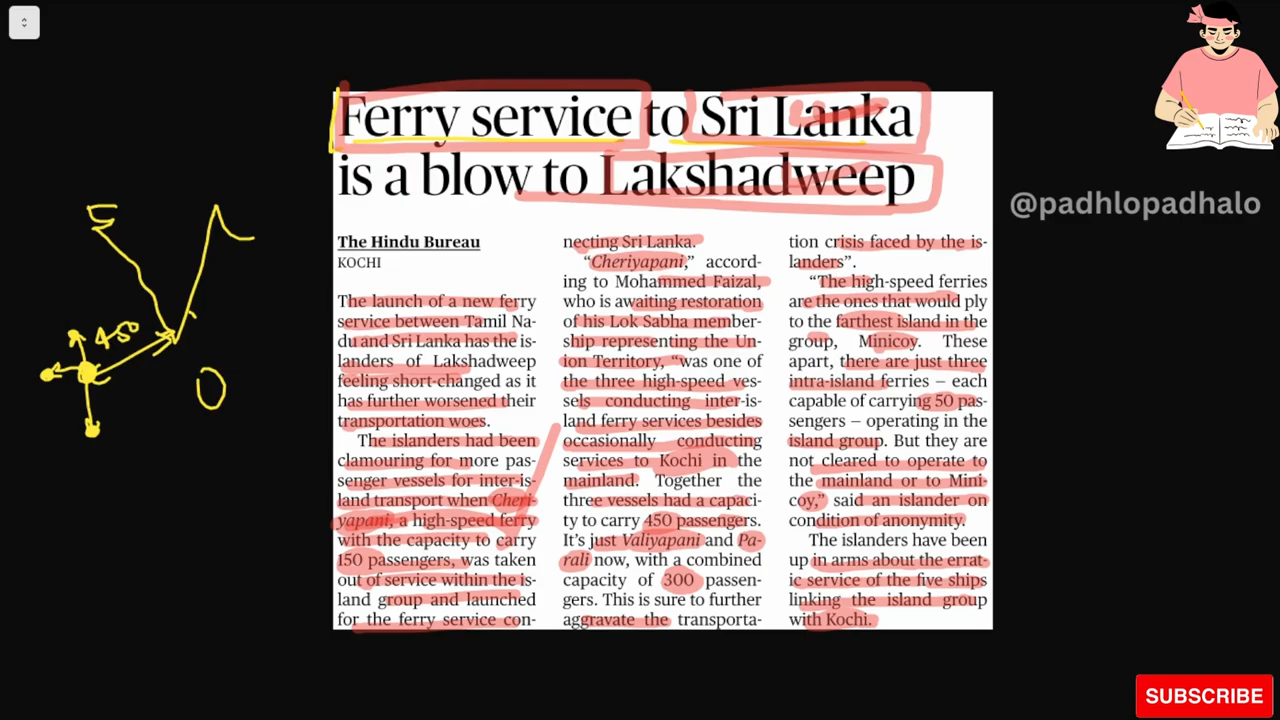 Ferry service to Sri Lanka
is a blow to Lakshadweep
@padhlopadhalo
The Hindu Bureau
KOCHI
The launch of a new ferry
service between Tamil Na-
du and Sri Lanka has the is-
landers of Lakshadweep
feeling short-changed as it
has further worsened their
transportation woes.
The islanders had been
clamouring for more pas-
senger vessels for inter-is-
land transport when Cheri-
yapani, a high-speed ferry
with the capacity to carry
150 passengers, was taken
out of service within the is-
land group and launched
for the ferry service con-
necting Sri Lanka.
“Cheriyapani,” accord-
ing to Mohammed Faizal,
who is awaiting restoration
of his Lok Sabha member-
ship representing the Un-
ion Territory, “was one of
the three high-speed ves-
sels conducting inter-is-
land ferry services besides
occasionally conducting
services to Kochi in the
mainland. Together the
three vessels had a capaci-
ty to carry 450 passengers.
It’s just Valiyapani and Pa-
rali now, with a combined
capacity of 300 passen-
gers. This is sure to further
aggravate the transporta-
tion crisis faced by the is-
landers”.
“The high-speed ferries
are the ones that would ply
to the farthest island in the
group, Minicoy. These
apart, there are just three
intra-island ferries – each
capable of carrying 50 pas-
sengers – operating in the
island group. But they are
not cleared to operate to
the mainland or to Mini-
coy,” said an islander on
condition of anonymity.
The islanders have been
up in arms about the errat-
ic service of the five ships
linking the island group
with Kochi.
450
SUBSCRIBE